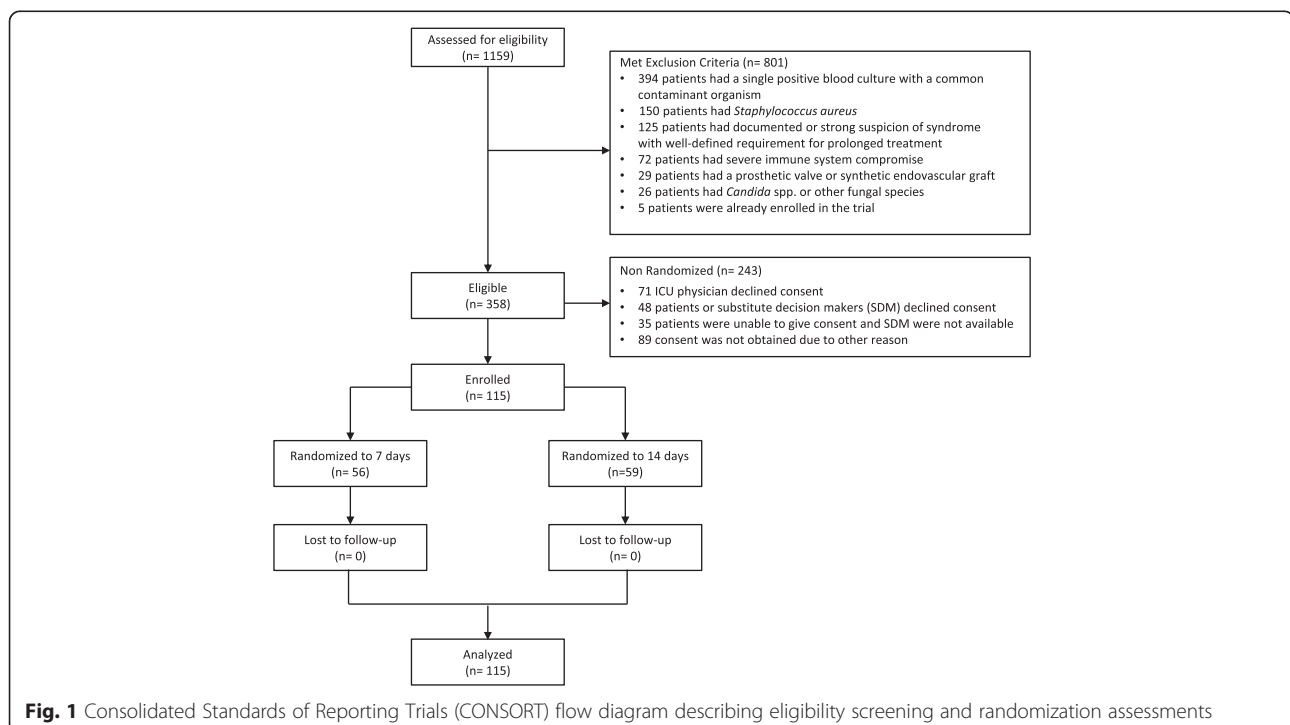 Assessed for eligibility
(n= 1159)
Met Exclusion Criteria (n= 801)
• 394 patients had a single positive blood culture with a common
contaminant organism
• 150 patients had Staphylococcus aureus
• 125 patients had documented or strong suspicion of syndrome
with well-defined requirement for prolonged treatment
• 72 patients had severe immune system compromise
• 29 patients had a prosthetic valve or synthetic endovascular graft
• 26 patients had Candida spp. or other fungal species
• 5 patients were already enrolled in the trial
Eligible
(n= 358)
Non Randomized (n= 243)
• 71 ICU physician declined consent
• 48 patients or substitute decision makers (SDM) declined consent
• 35 patients were unable to give consent and SDM were not available
• 89 consent was not obtained due to other reason
Enrolled
(n= 115)
Randomized to 7 days
(n= 56)
Randomized to 14 days
(n=59)
Lost to follow-up
(n= 0)
Lost to follow-up
(n= 0)
Analyzed
(n= 115)
Fig. 1 Consolidated Standards of Reporting Trials (CONSORT) flow diagram describing eligibility screening and randomization assessments